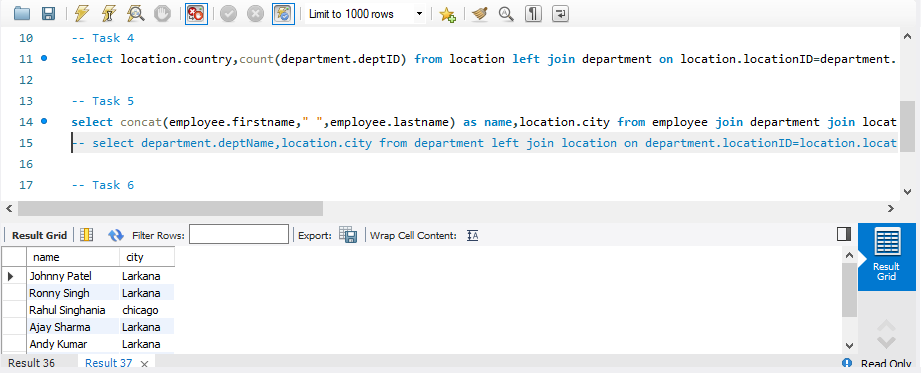 Limit to 1000 rows
10 -- Task 4
11 select location.country,count(department.deptID) from location left join department on location.locationID=department.
12
13 -- Task 5
14 select concat(employee.firstname," ",employee.lastname) as name,location.city from employee join department join locat
15 -- select department.deptName,location.city from department left join location on department.locationID=location.locat
16
17 -- Task 6
Result Grid Filter Rows: Export: Wrap Cell Content: IA
Result Grid
name city
Johnny Patel Larkana
Ronny Singh Larkana
Rahul Singhania chicago
Ajay Sharma Larkana
Andy Kumar Larkana
Result 36 Result 37 × Read Only